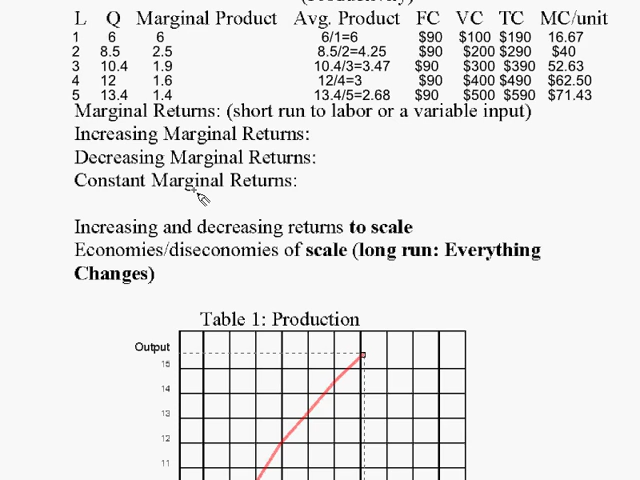 L Q Marginal Product Avg. Product FC VC TC MC/unit
1 6 6 6/1=6 $90 $100 $190 16.67
2 8.5 2.5 8.5/2=4.25 $90 $200 $290 $40
3 10.4 1.9 10.4/3=3.47 $90 $300 $390 52.63
4 12 1.6 12/4=3 $90 $400 $490 $62.50
5 13.4 1.4 13.4/5=2.68 $90 $500 $590 $71.43
Marginal Returns: (short run to labor or a variable input)
Increasing Marginal Returns:
Decreasing Marginal Returns:
Constant Marginal Returns:
Increasing and decreasing returns to scale
Economies/diseconomies of scale (long run: Everything
Changes)
Table 1: Production
Output
15
14
13
12
11